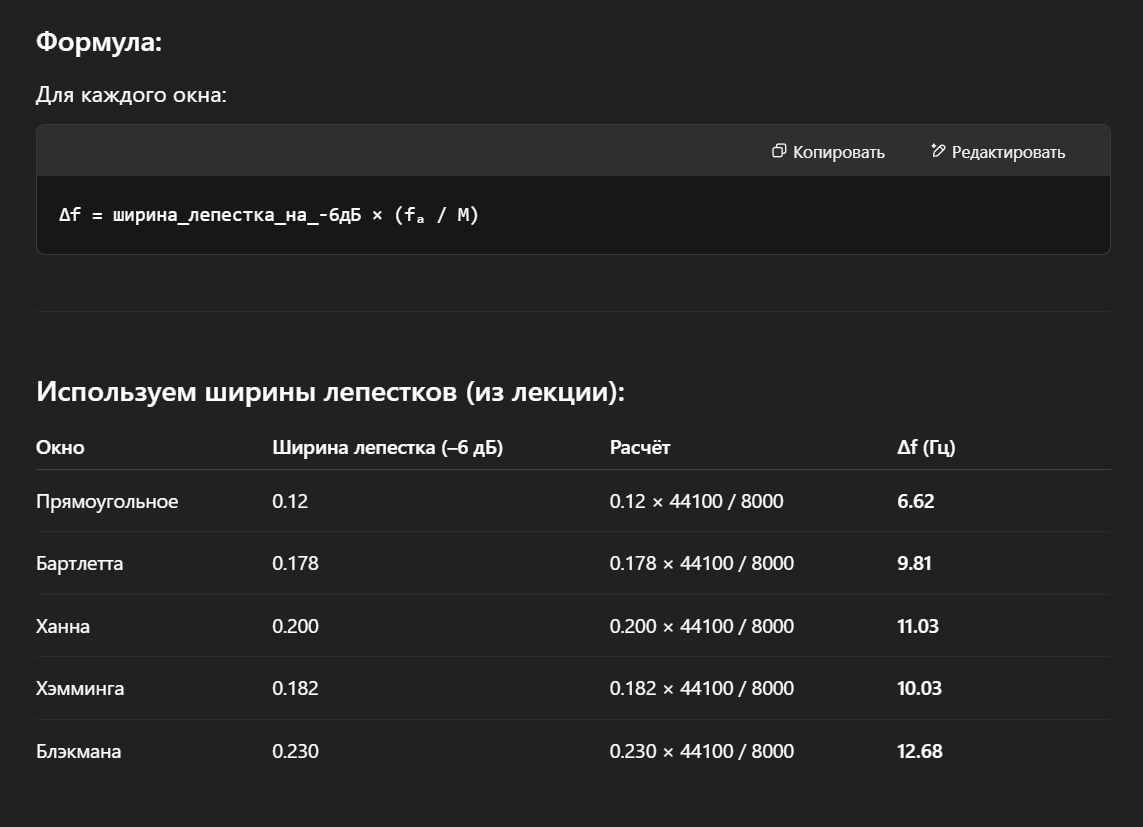 Формула:
Для каждого окна:
Копировать Редактировать
Δf = ширина_лепестка_на_-6дБ × (fₐ / M)
Используем ширины лепестков (из лекции):
Окно Ширина лепестка (–6 дБ) Расчёт Δf (Гц)
Прямоугольное 0.12 0.12 × 44100 / 8000 6.62
Бартлетта 0.178 0.178 × 44100 / 8000 9.81
Ханна 0.200 0.200 × 44100 / 8000 11.03
Хэмминга 0.182 0.182 × 44100 / 8000 10.03
Блэкмана 0.230 0.230 × 44100 / 8000 12.68